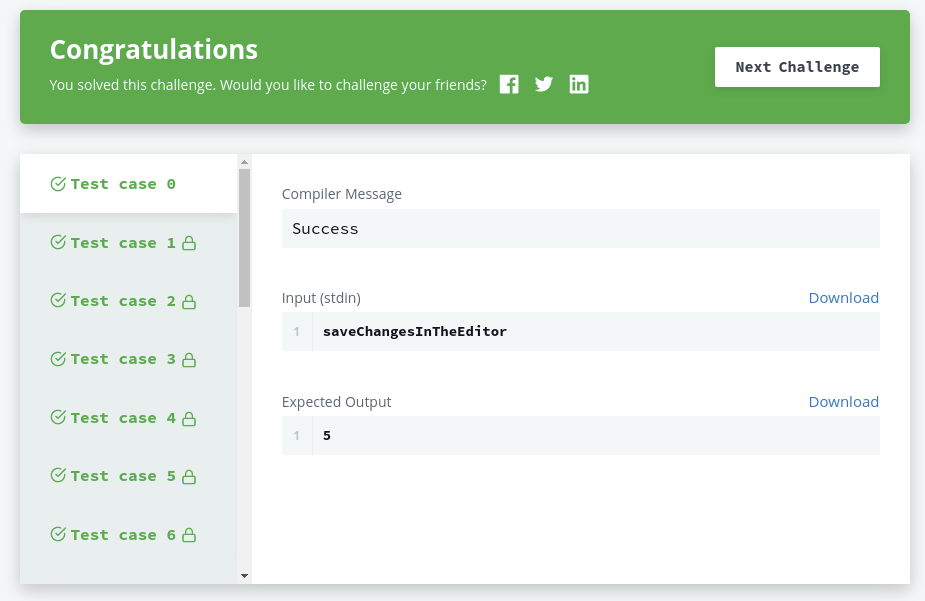 Congratulations
You solved this challenge. Would you like to challenge your friends?
Next Challenge
Test case 0
Test case 1
Test case 2
Test case 3
Test case 4
Test case 5
Test case 6
Compiler Message
Success
Input (stdin)
Download
1 saveChangesInTheEditor
Expected Output
Download
1 5